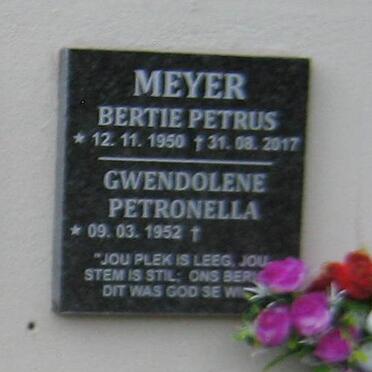 MEYER
BERTIE PETRUS
* 12. 11. 1950 † 31. 08. 2017
GWENDOLENE
PETRONELLA
* 09. 03. 1952 †
"JOU PLEK IS LEEG, JOU
STEM IS STIL; ONS
DIT WAS GOD SE